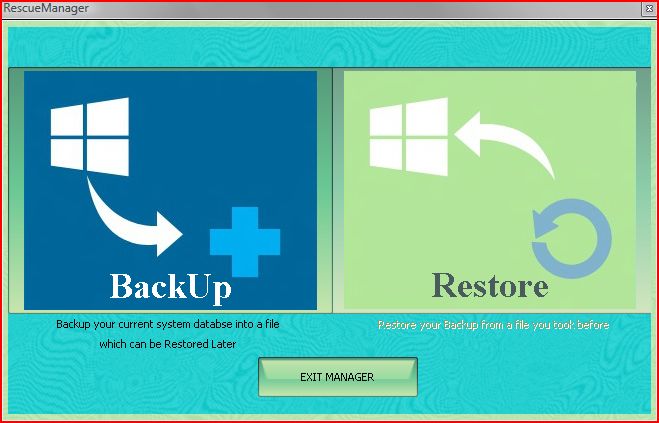 RescueManager
BackUp
Restore
Backup your current system databse into a file
which can be Restored Later
Restore your Backup from a file you took before
EXIT MANAGER